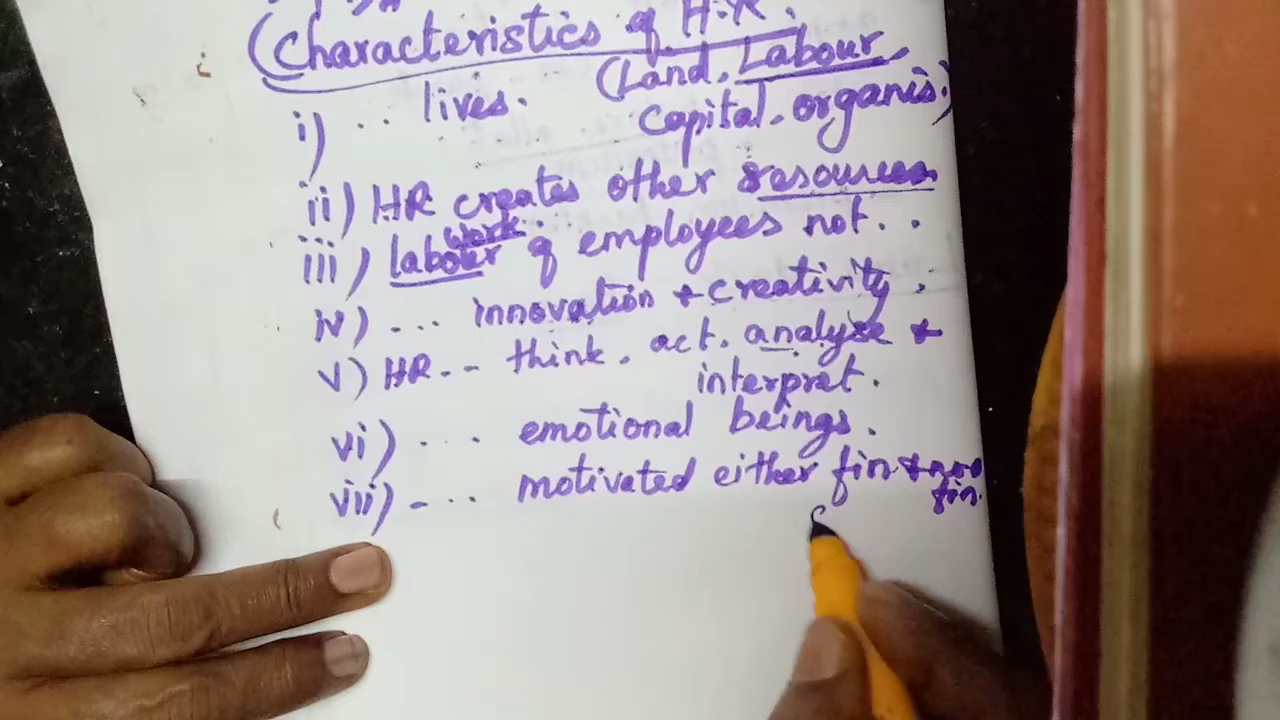 (Characteristics of H.R.
(Land, Labour,
i) .. lives. capital, organis.)
ii) HR creates other resources.
work.
iii) labour of employees not. .
iv) ... innovation & creativity.
v) HR. - - think, act, analyse &
interpret.
vi) . ... emotional beings.
vii) - ... motivated either fin & non
fin.